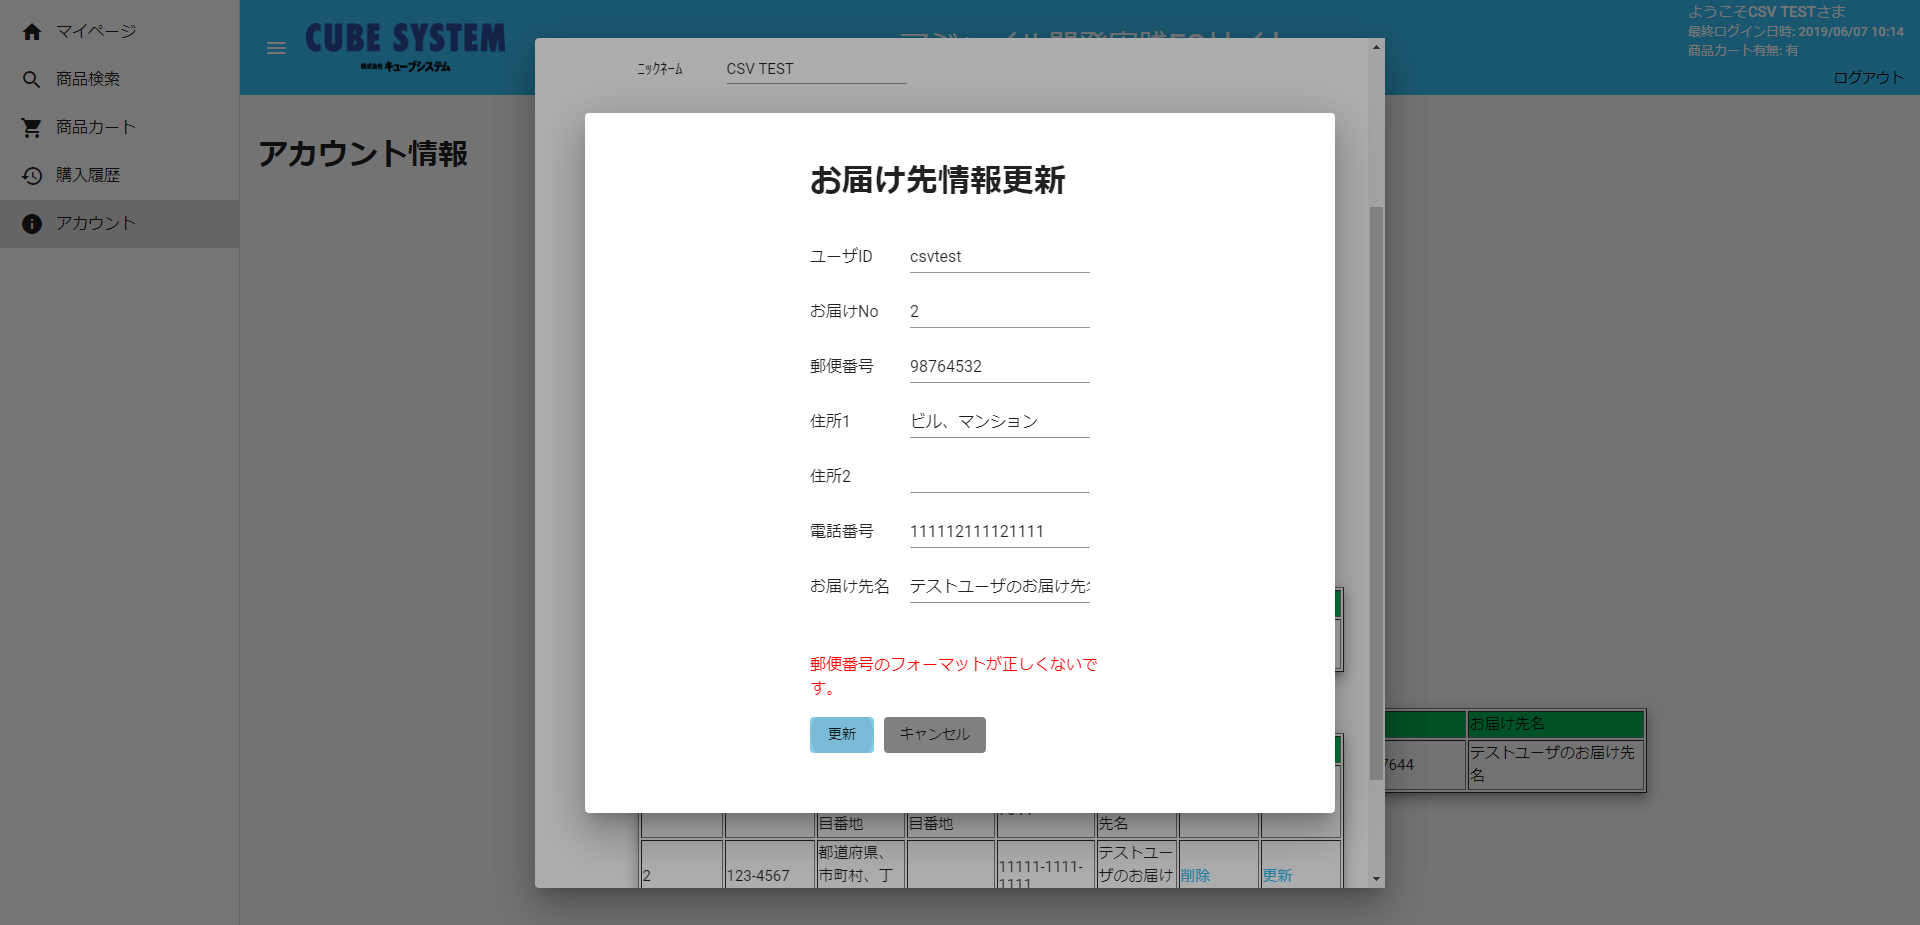 マイページ
商品検索
商品カート
購入履歴
アカウント
CUBE SYSTEM
株式会社 キューブシステム
ようこそCSV TESTさま
最終ログイン日時: 2019/06/07 10:14
商品カート有無: 有
ログアウト
アカウント情報
ニックネーム CSV TEST
お届け先情報更新
ユーザID csvtest
お届けNo 2
郵便番号 98764532
住所1 ビル、マンション
住所2
電話番号 111112111121111
お届け先名 テストユーザのお届け先
郵便番号のフォーマットが正しくないで
す。
更新 キャンセル
お届け先名
7644 テストユーザのお届け先
名
目番地 目番地 先名
2 123-4567 都道府県、
市町村、丁 11111-1111-
1111 テストユー
ザのお届け 削除 更新